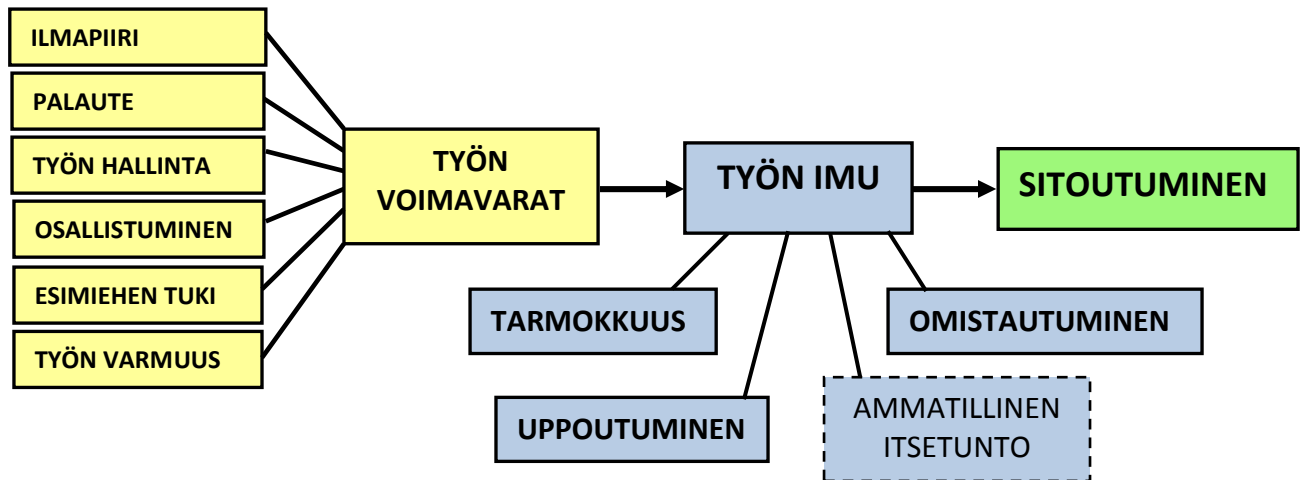 ILMAPIIRI
PALAUTE
TYÖN HALLINTA
OSALLISTUMINEN
ESIMIEHEN TUKI
TYÖN VARMUUS
TYÖN
VOIMAVARAT
TYÖN IMU
SITOUTUMINEN
TARMOKKUUS
OMISTAUTUMINEN
UPPOUTUMINEN
AMMATILLINEN
ITSETUNTO